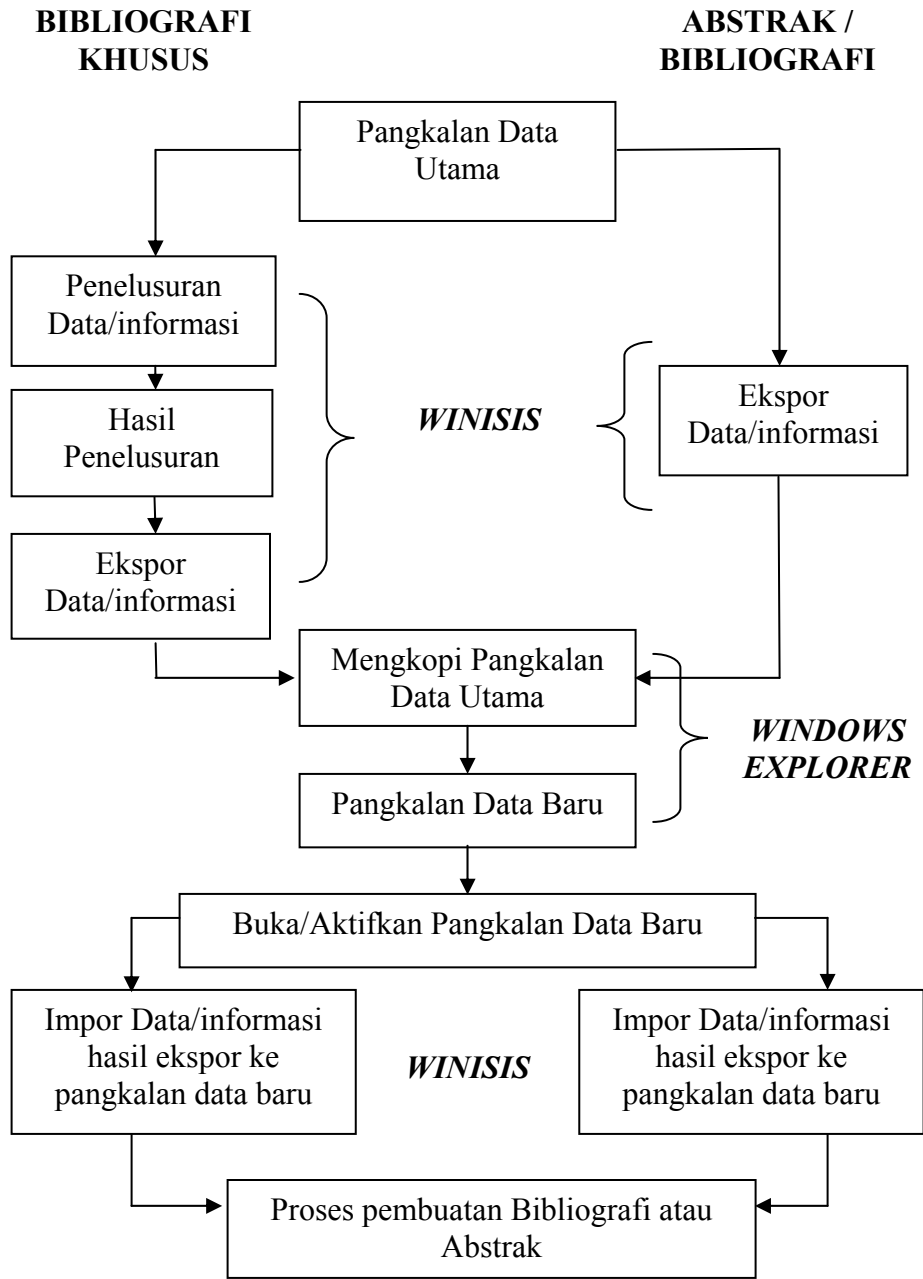 BIBLIOGRAFI
KHUSUS
ABSTRAK /
BIBLIOGRAFI
Pangkalan Data
Utama
Penelusuran
Data/informasi
Hasil
Penelusuran
Ekspor
Data/informasi
WINISIS
Ekspor
Data/informasi
Mengkopi Pangkalan
Data Utama
Pangkalan Data Baru
WINDOWS
EXPLORER
Buka/Aktifkan Pangkalan Data Baru
Impor Data/informasi
hasil ekspor ke
pangkalan data baru
WINISIS
Impor Data/informasi
hasil ekspor ke
pangkalan data baru
Proses pembuatan Bibliografi atau
Abstrak